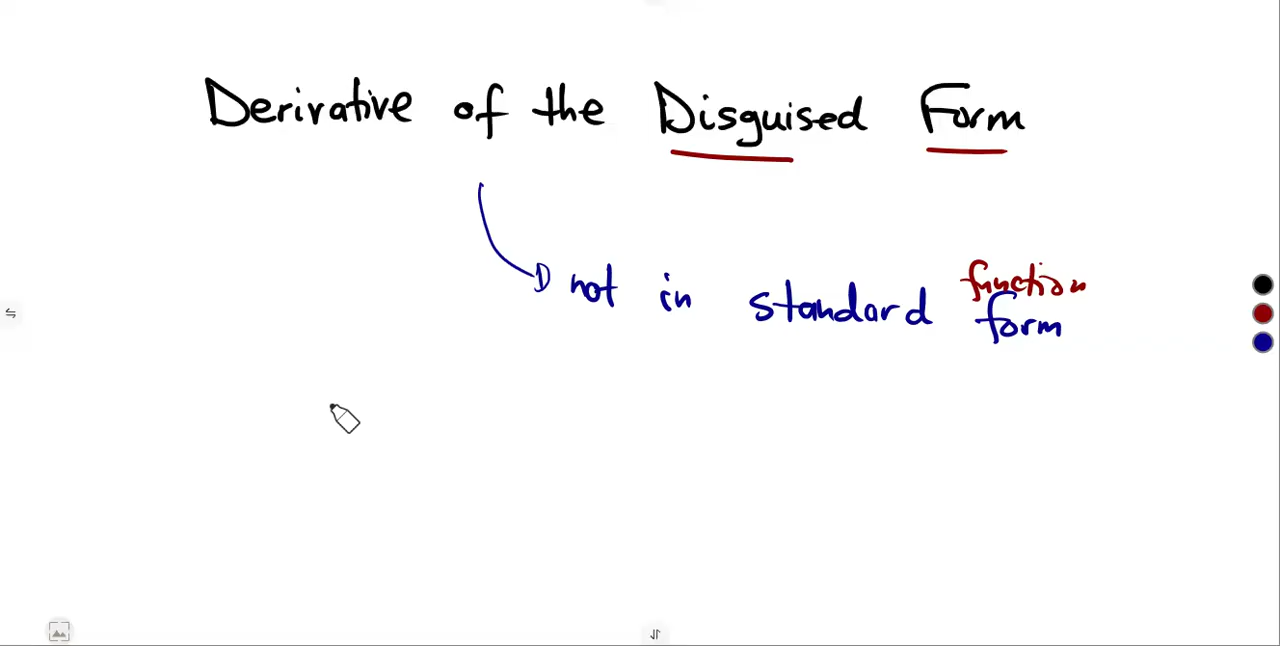 Derivative of the Disguised Form
not in standard function form